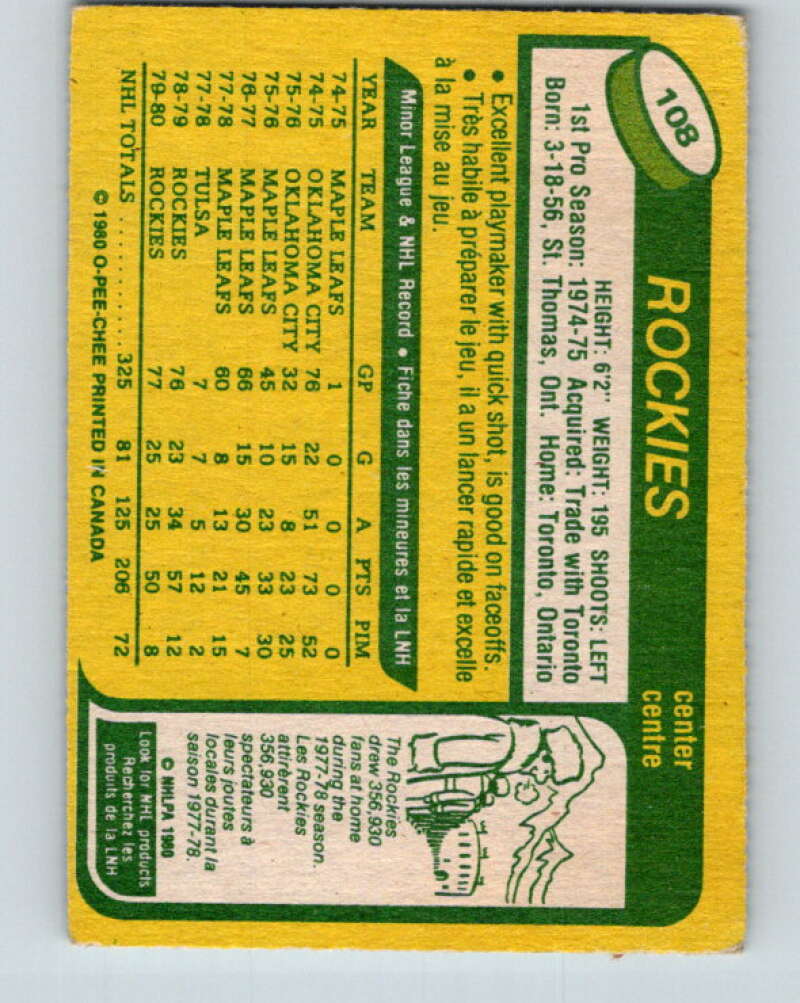 108
ROCKIES
center
centre
HEIGHT: 6'2" WEIGHT: 195 SHOOTS: LEFT
1st Pro Season: 1974-75 Acquired: Trade with Toronto
Born: 3-18-56, St. Thomas, Ont. Home: Toronto, Ontario
• Excellent playmaker with quick shot, is good on faceoffs.
• Très habile à préparer le jeu, il a un lancer rapide et excelle
à la mise au jeu.
Minor League & NHL Record • Fiche dans les mineures et la LNH
YEAR TEAM GP G A PTS PIM
74-75 MAPLE LEAFS 1 0 0 0 0
74-75 OKLAHOMA CITY 76 22 51 73 52
75-76 OKLAHOMA CITY 32 15 8 23 25
75-76 MAPLE LEAFS 45 10 23 33 30
76-77 MAPLE LEAFS 66 15 30 45 7
77-78 MAPLE LEAFS 60 8 13 21 15
77-78 TULSA 7 7 5 12 2
78-79 ROCKIES 76 23 34 57 12
79-80 ROCKIES 77 25 25 50 8
NHL TOTALS . . . . . . . . . . . 325 81 125 206 72
© 1980 O-PEE-CHEE PRINTED IN CANADA
The Rockies
drew 356,930
fans at home
during the
1977-78 season.
Les Rockies
attirèrent
356,930
spectateurs à
leurs joutes
locales durant la
saison 1977-78.
© NHLPA 1980
Look for NHL products
Recherchez les
produits de la LNH